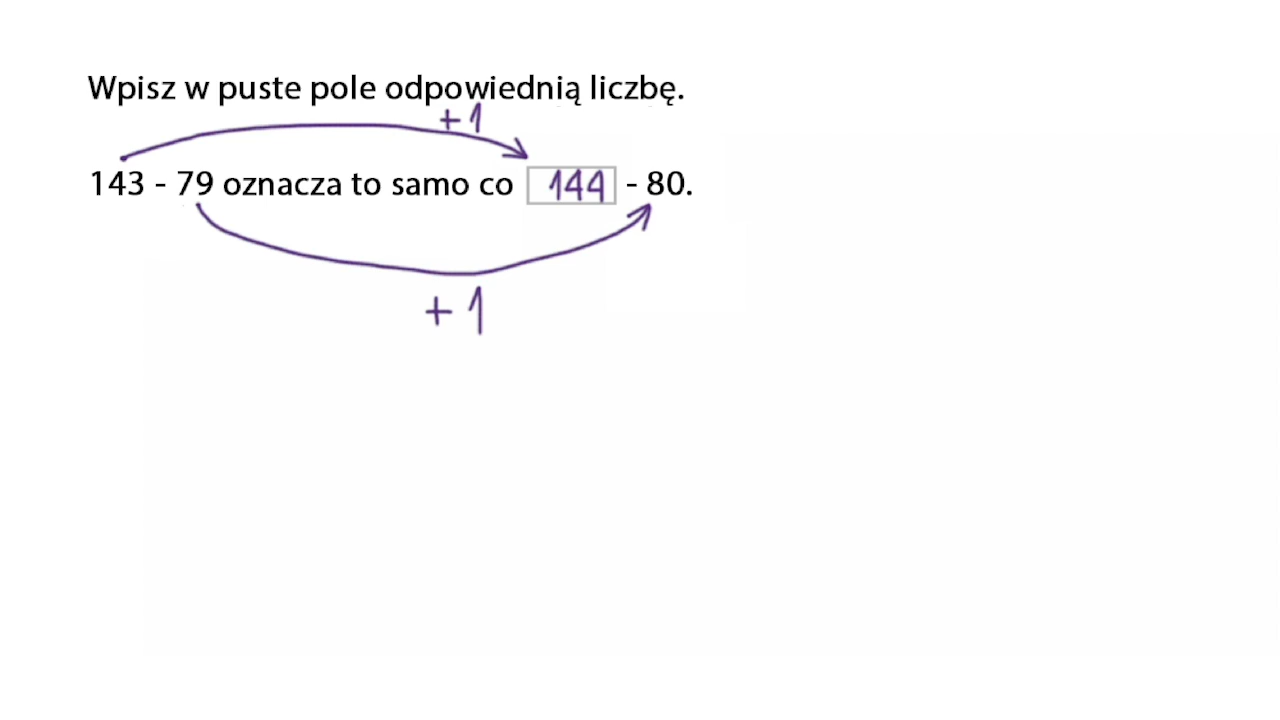 Wpisz w puste pole odpowiednią liczbę.
+1
143 - 79 oznacza to samo co 144 - 80.
+1